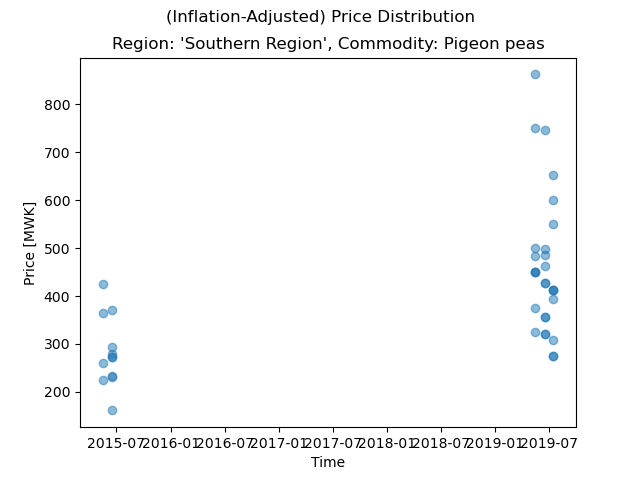 (Inflation-Adjusted) Price Distribution
Region: 'Southern Region', Commodity: Pigeon peas
Price [MWK]
800
700
600
500
400
300
200
2015-07 2016-01 2016-07 2017-01 2017-07 2018-01 2018-07 2019-01 2019-07
Time